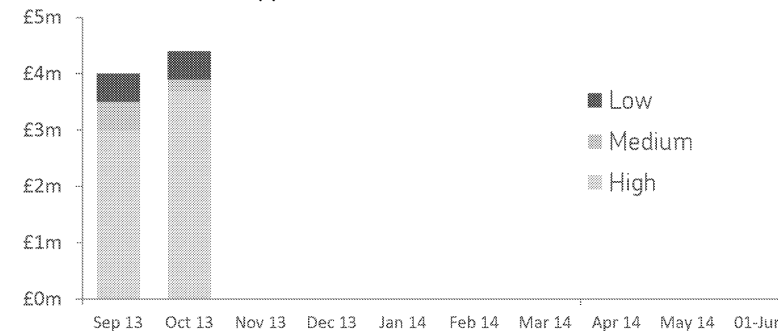 £5m
£4m
£3m
£2m
£1m
£0m
Low
Medium
High
Sep 13 Oct 13 Nov 13 Dec 13 Jan 14 Feb 14 Mar 14 Apr 14 May 14 01-Jun